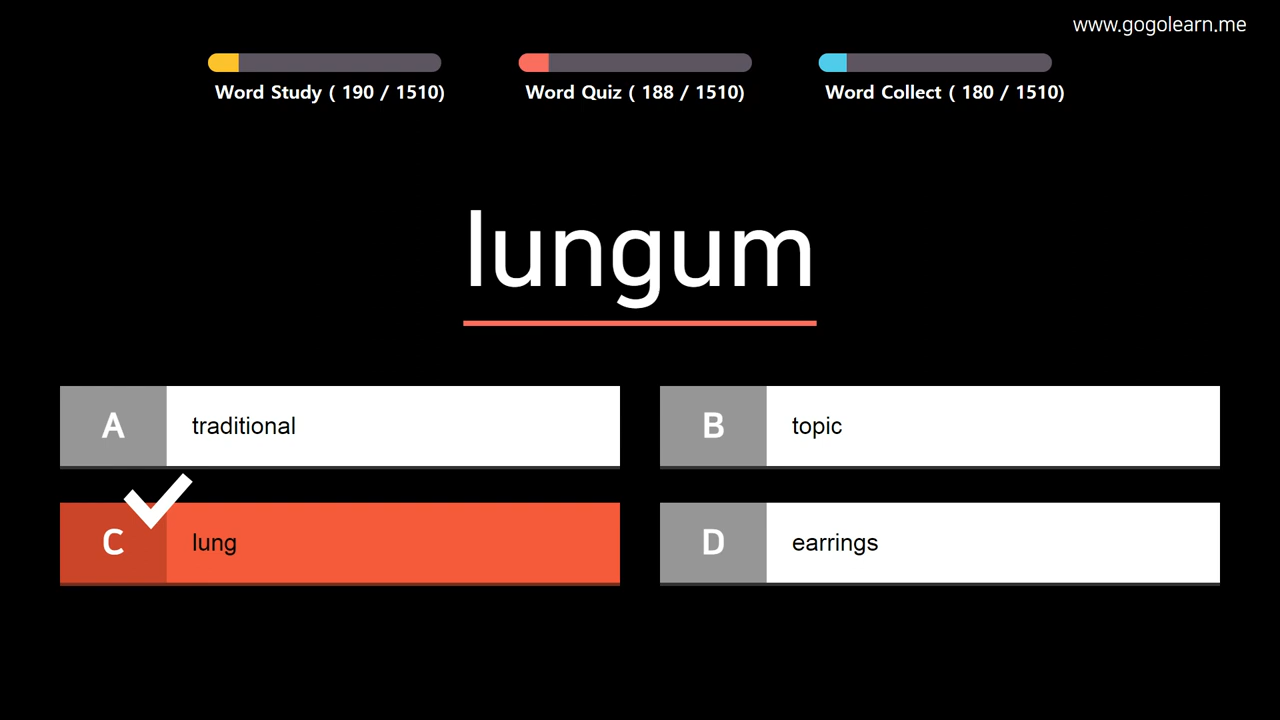 www.gogolearn.me
Word Study ( 190 / 1510)
Word Quiz ( 188 / 1510)
Word Collect ( 180 / 1510)
lungum
A
traditional
B
topic
C
lung
D
earrings